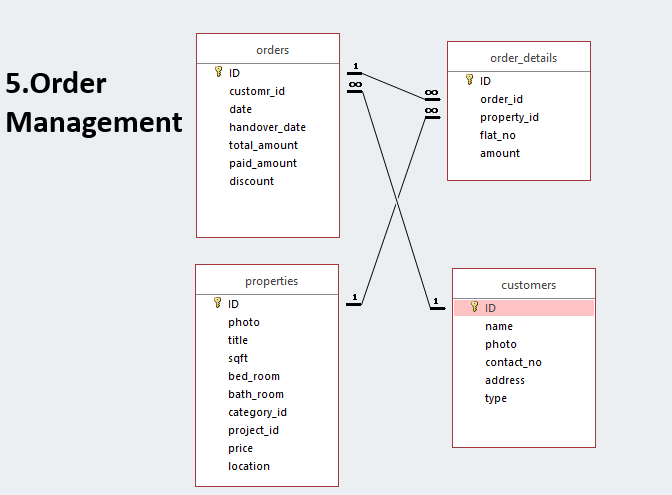 5.Order
Management
orders
ID
customr_id
date
handover_date
total_amount
paid_amount
discount
1
∞
order_details
ID
order_id
property_id
flat_no
amount
∞
∞
properties
ID
photo
title
sqft
bed_room
bath_room
category_id
project_id
price
location
1
customers
ID
name
photo
contact_no
address
type
1